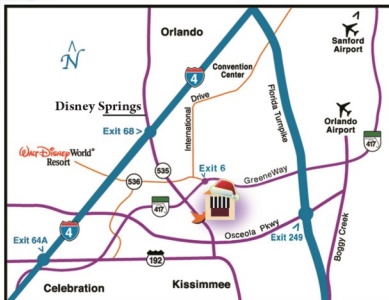 Orlando
Sanford
Airport
N
4
Convention
Center
Disney Springs
Exit 68 >
International
Drive
Florida Turnpike
Orlando
Airport
Walt Disney World®
Resort
535
536
Exit 6
GreeneWay
417
417
417
4
Osceola Pkwy
Exit 64A
Exit 249
Boggy Creek
192
Celebration
Kissimmee